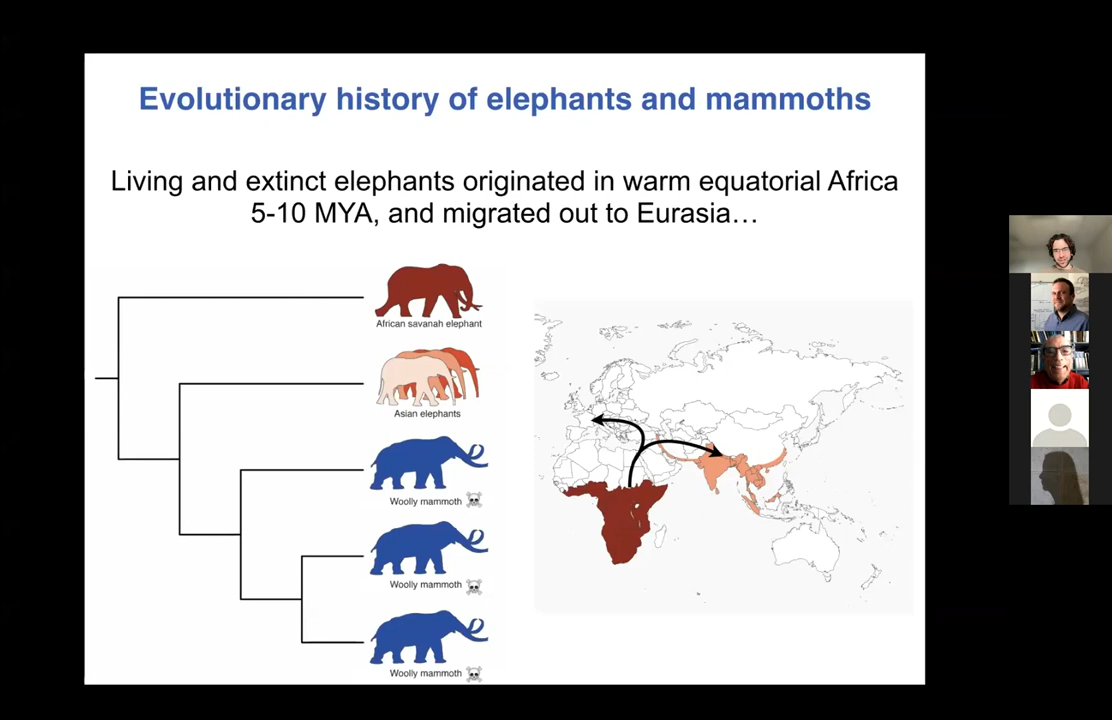 Evolutionary history of elephants and mammoths
Living and extinct elephants originated in warm equatorial Africa
5-10 MYA, and migrated out to Eurasia…
African savanah elephant
Asian elephants
Woolly mammoth
Woolly mammoth
Woolly mammoth